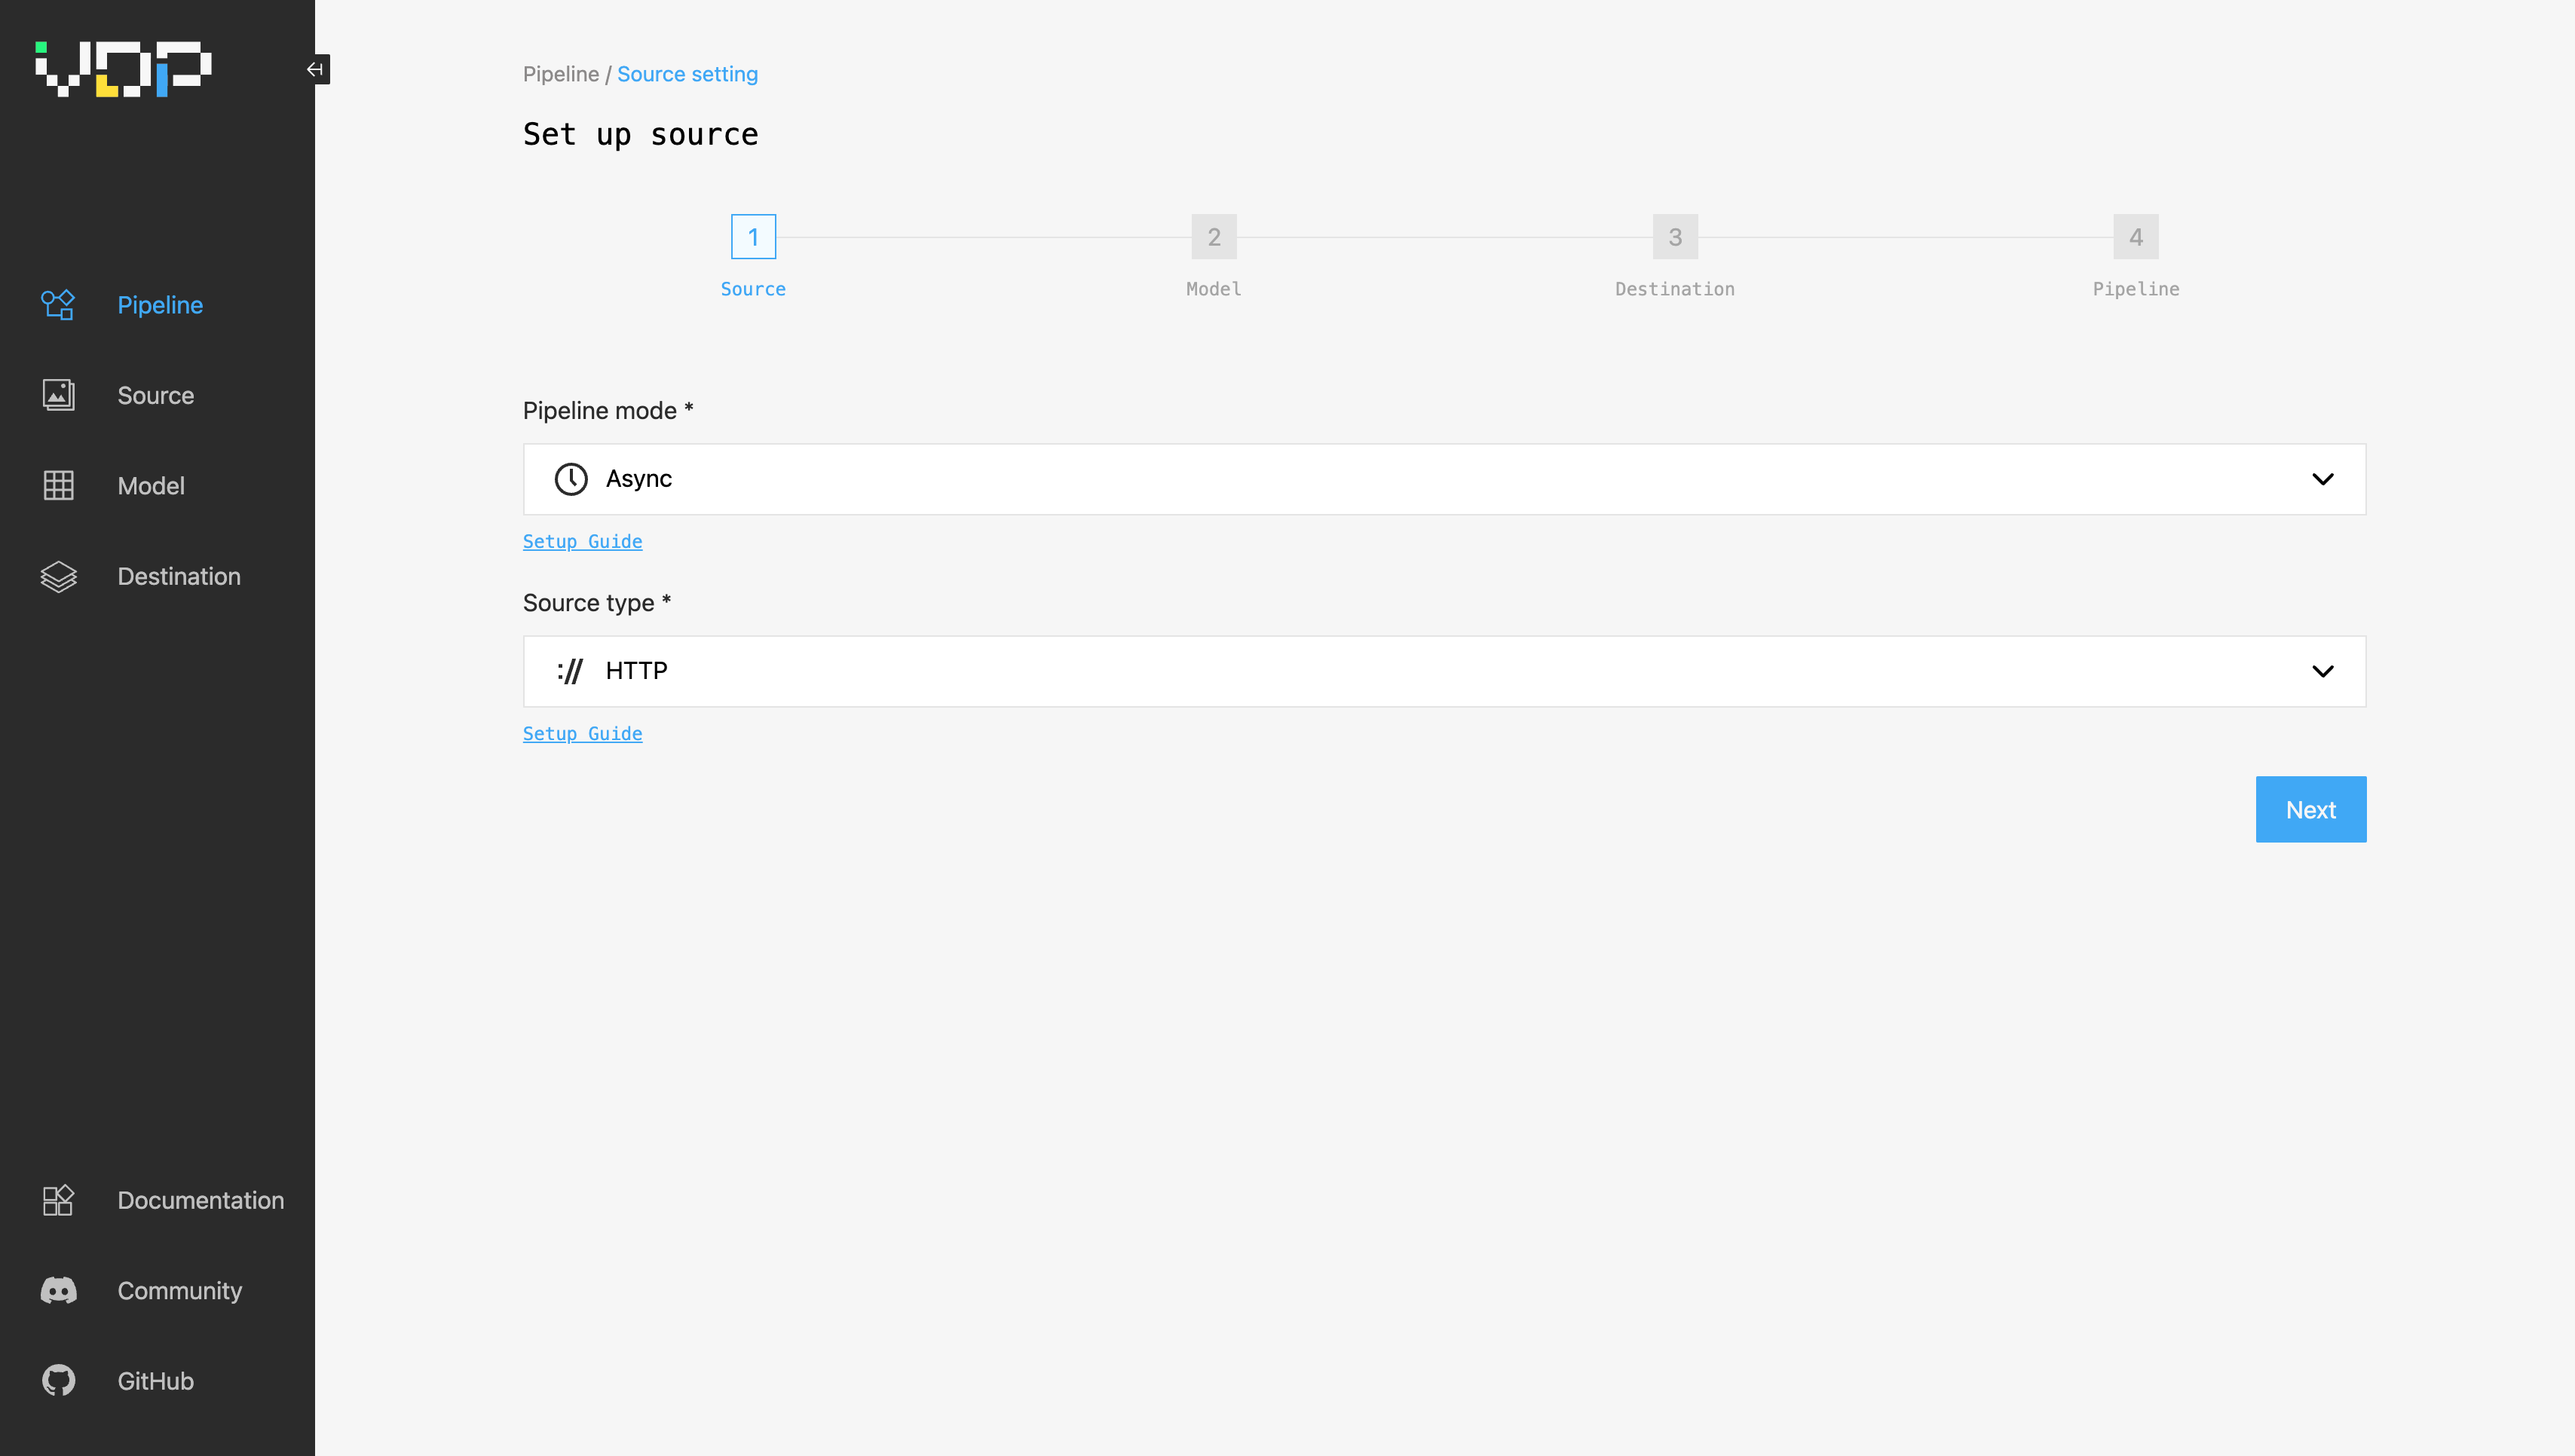 VDP
Pipeline
Source
Model
Destination
Documentation
Community
GitHub
Pipeline / Source setting
Set up source
1
2
3
4
Source
Model
Destination
Pipeline
Pipeline mode *
Async
Setup Guide
Source type *
:// HTTP
Setup Guide
Next